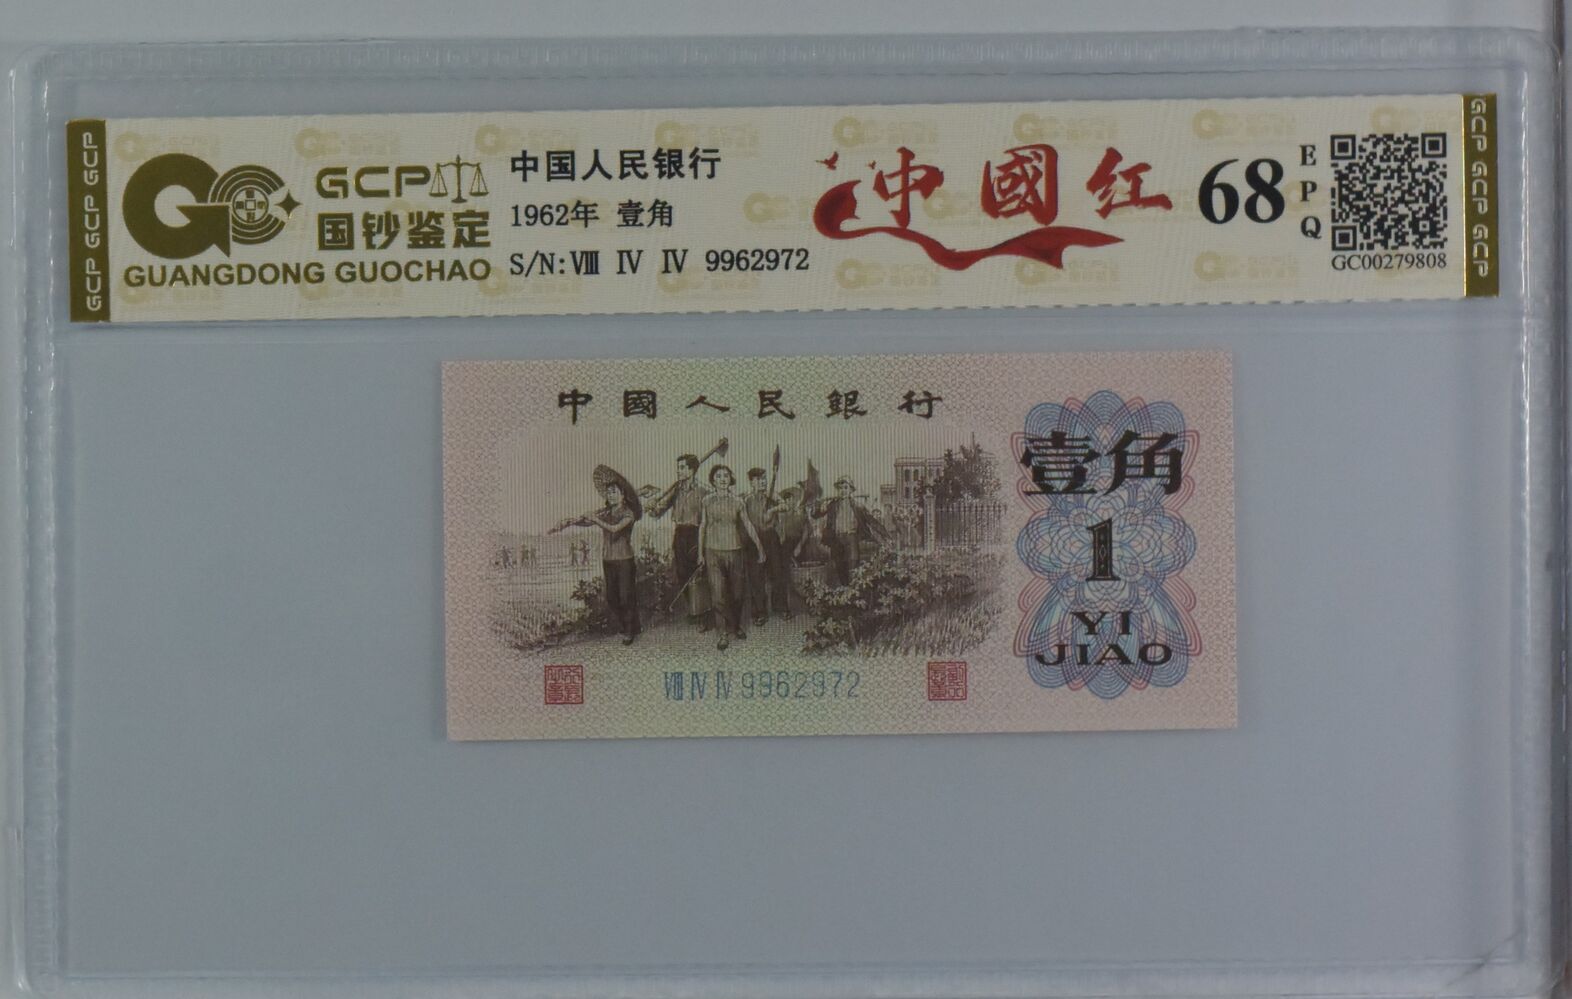 GCP GCP GCP
GCP
国钞鉴定
GUANGDONG GUOCHAO
中国人民银行
1962年 壹角
S/N:Ⅷ Ⅳ Ⅳ 9962972
中國红
68
EPQ
GC00279808
GCP GCP GCP
中國人民銀行
壹角
1
YI
JIAO
Ⅷ Ⅳ Ⅳ 9962972